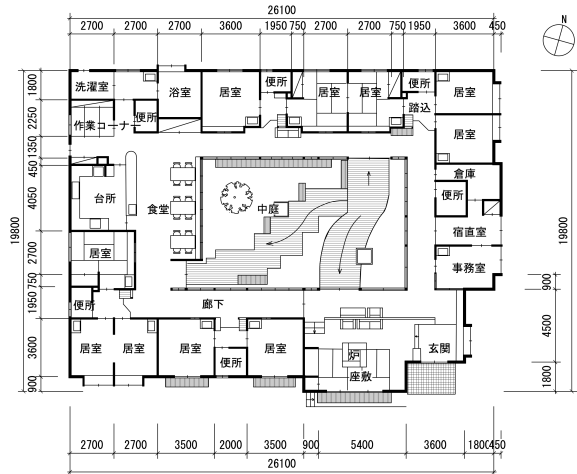 26100
2700 2700 2700 3600 1950 750 2700 2700 750 1950 3600 450
N
19800
1800 2250 1350 450 4050 2700 750 1950 3600 900
19800
900 4500 1800
洗濯室 浴室 居室 便所 居室 居室 便所 踏込 居室
作業コーナー 便所
居室
台所 食堂 中庭 倉庫
便所
宿直室
居室
事務室
便所 廊下
居室 居室 居室 便所 居室 炉 玄関
座敷
2700 2700 3500 2000 3500 900 5400 3600 1800 450
26100